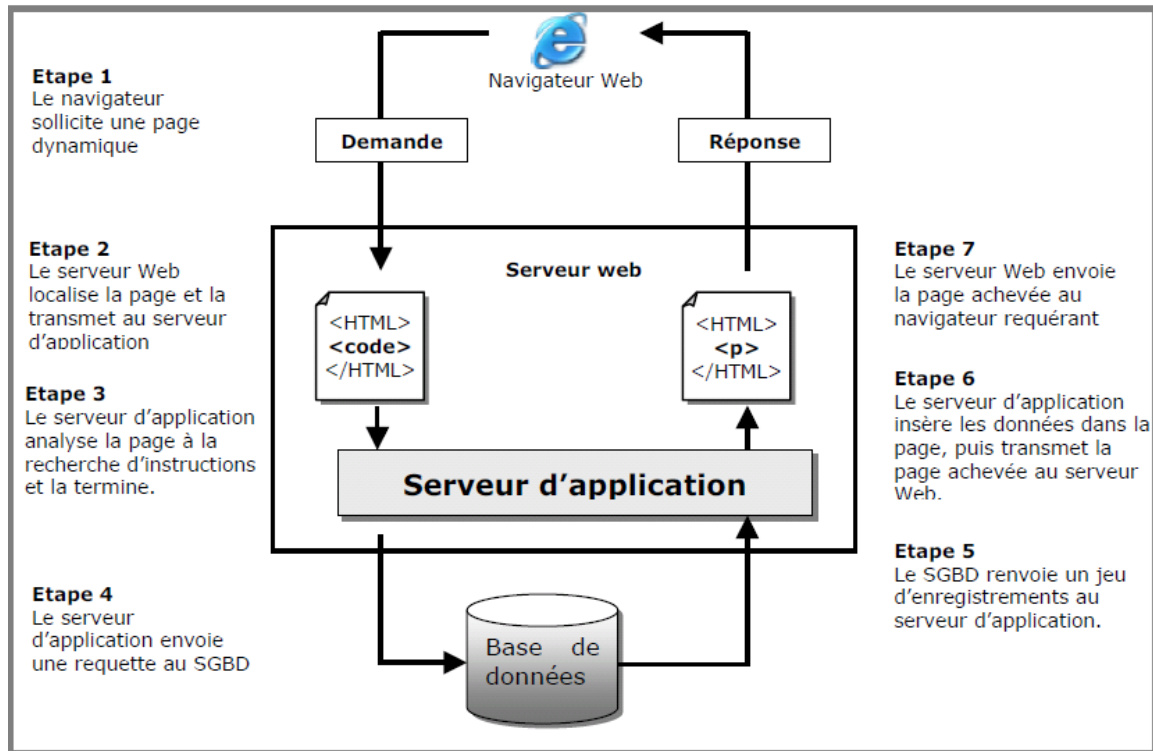 Navigateur Web
Etape 1
Le navigateur
sollicite une page
dynamique
Demande
Réponse
Etape 2
Le serveur Web
localise la page et la
transmet au serveur
d'application
Etape 3
Le serveur d'application
analyse la page à la
recherche d'instructions
et la termine.
Serveur web
<HTML>
<code>
</HTML>
<HTML>
<p>
</HTML>
Serveur d'application
Etape 4
Le serveur
d'application envoie
une requette au SGBD
Base de
données
Etape 5
Le SGBD renvoie un jeu
d'enregistrements au
serveur d'application.
Etape 6
Le serveur d'application
insère les données dans la
page, puis transmet la
page achevée au serveur
Web.
Etape 7
Le serveur Web envoie
la page achevée au
navigateur requérant